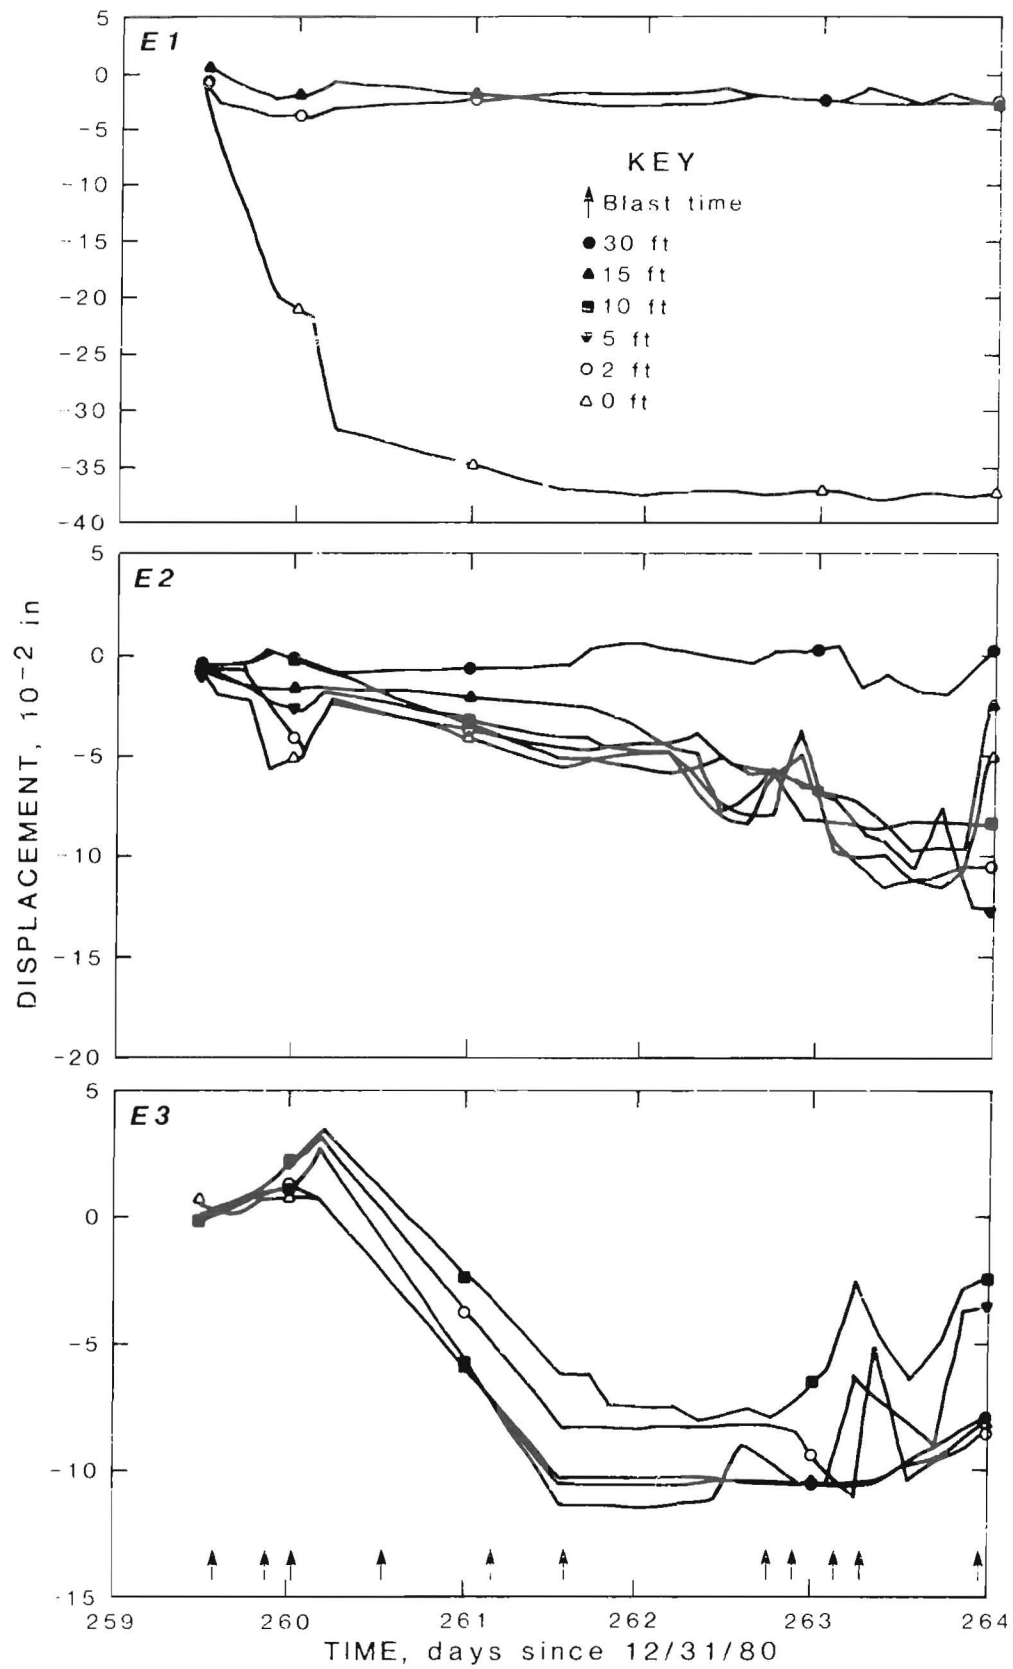 E1
5
0
-5
-10
-15
-20
-25
-30
-35
-40
KEY
Blast time
30 ft
15 ft
10 ft
5 ft
2 ft
0 ft
DISPLACEMENT, 10⁻² in
E2
5
0
-5
-10
-15
-20
E3
5
0
-5
-10
-15
259 260 261 262 263 264
TIME, days since 12/31/80